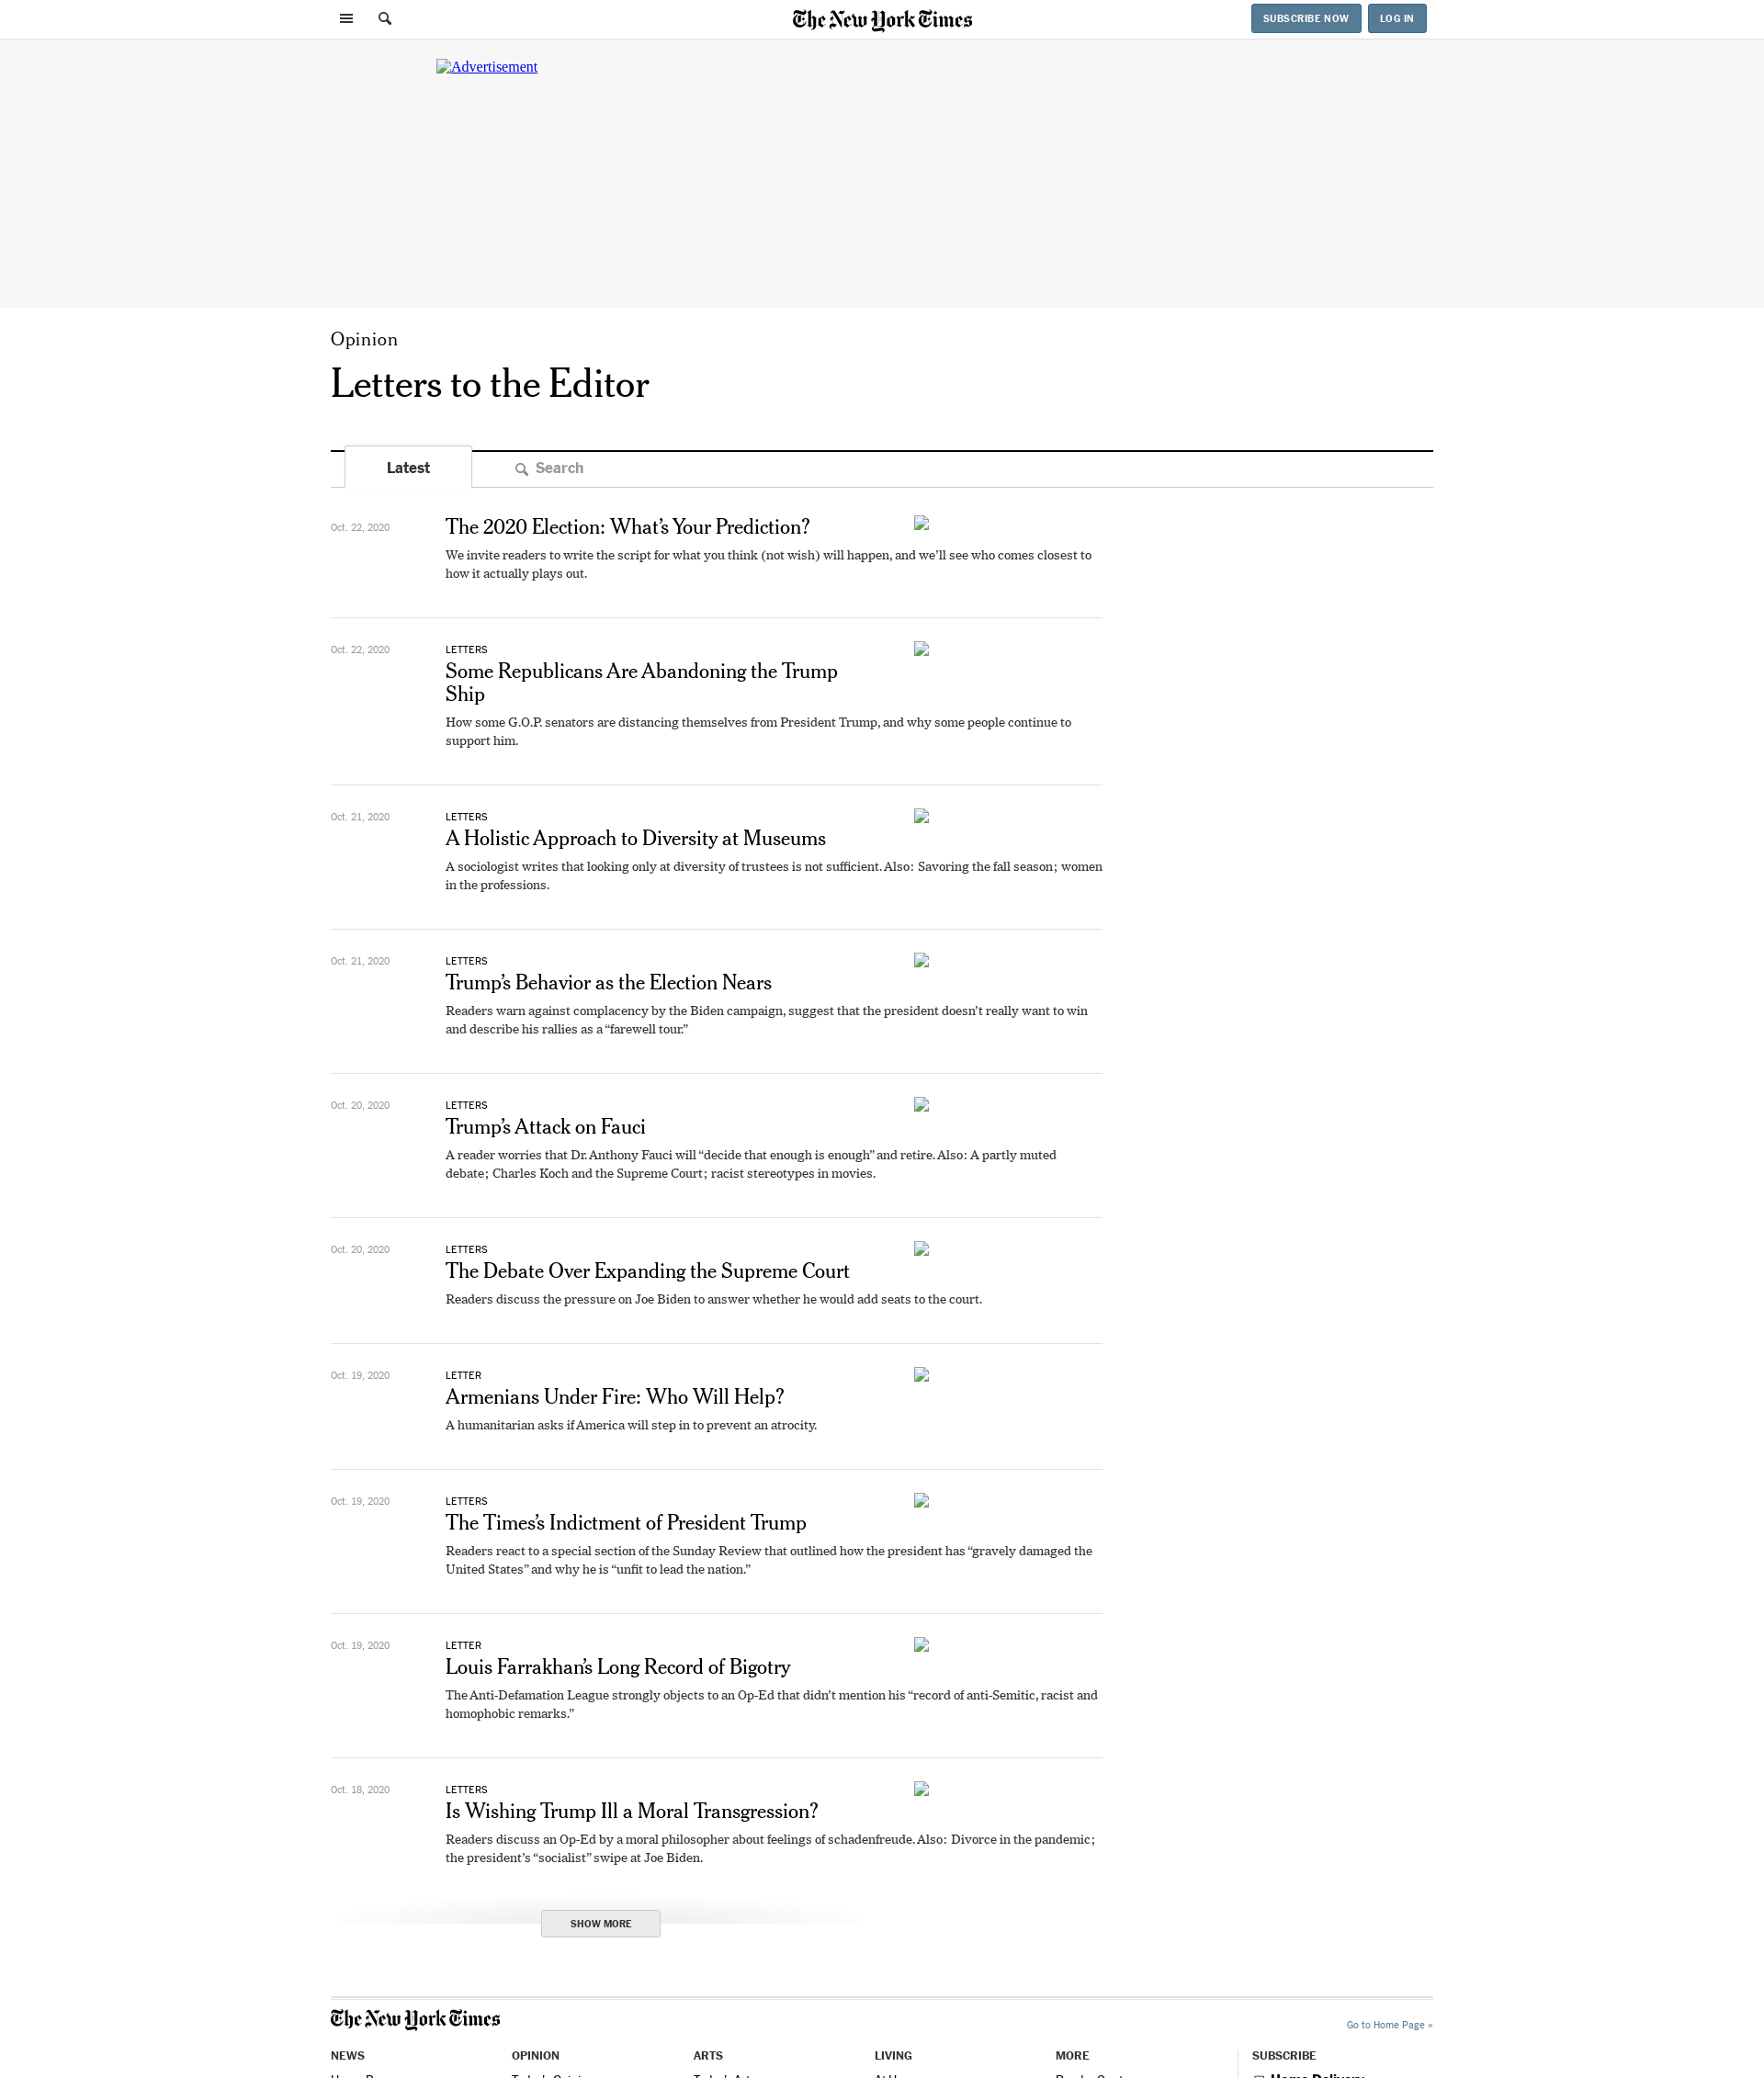 The New York Times
SUBSCRIBE NOW
LOG IN
Advertisement
Opinion
Letters to the Editor
Latest
Search
Oct. 22, 2020
The 2020 Election: What’s Your Prediction?
We invite readers to write the script for what you think (not wish) will happen, and we’ll see who comes closest to
how it actually plays out.
Oct. 22, 2020
LETTERS
Some Republicans Are Abandoning the Trump
Ship
How some G.O.P. senators are distancing themselves from President Trump, and why some people continue to
support him.
Oct. 21, 2020
LETTERS
A Holistic Approach to Diversity at Museums
A sociologist writes that looking only at diversity of trustees is not sufficient. Also: Savoring the fall season; women
in the professions.
Oct. 21, 2020
LETTERS
Trump’s Behavior as the Election Nears
Readers warn against complacency by the Biden campaign, suggest that the president doesn’t really want to win
and describe his rallies as a “farewell tour.”
Oct. 20, 2020
LETTERS
Trump’s Attack on Fauci
A reader worries that Dr. Anthony Fauci will “decide that enough is enough” and retire. Also: A partly muted
debate; Charles Koch and the Supreme Court; racist stereotypes in movies.
Oct. 20, 2020
LETTERS
The Debate Over Expanding the Supreme Court
Readers discuss the pressure on Joe Biden to answer whether he would add seats to the court.
Oct. 19, 2020
LETTER
Armenians Under Fire: Who Will Help?
A humanitarian asks if America will step in to prevent an atrocity.
Oct. 19, 2020
LETTERS
The Times’s Indictment of President Trump
Readers react to a special section of the Sunday Review that outlined how the president has “gravely damaged the
United States” and why he is “unfit to lead the nation.”
Oct. 19, 2020
LETTER
Louis Farrakhan’s Long Record of Bigotry
The Anti-Defamation League strongly objects to an Op-Ed that didn’t mention his “record of anti-Semitic, racist and
homophobic remarks.”
Oct. 18, 2020
LETTERS
Is Wishing Trump Ill a Moral Transgression?
Readers discuss an Op-Ed by a moral philosopher about feelings of schadenfreude. Also: Divorce in the pandemic;
the president’s “socialist” swipe at Joe Biden.
SHOW MORE
The New York Times
Go to Home Page »
NEWS
OPINION
ARTS
LIVING
MORE
SUBSCRIBE